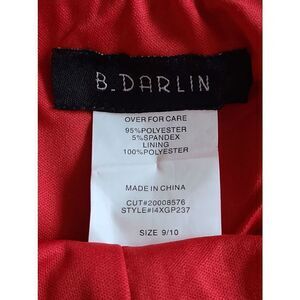 B.DARLIN
OVER FOR CARE
95%POLYESTER
5%SPANDEX
LINING
100%POLYESTER
MADE IN CHINA
CUT#20008576
STYLE#I4XGP237
SIZE 9/10